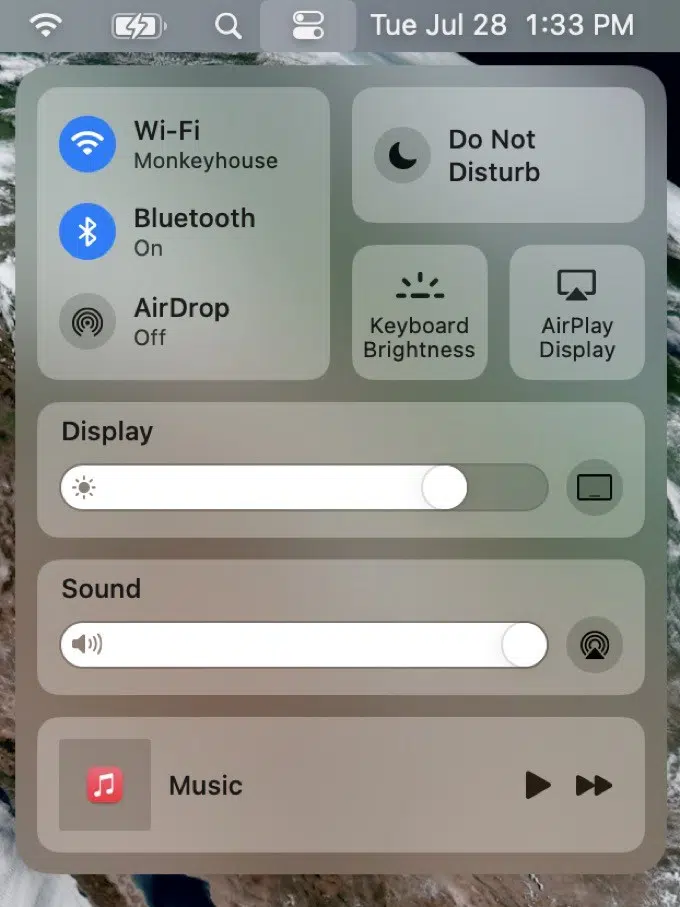 Tue Jul 28 1:33 PM
Wi-Fi
Monkeyhouse
Bluetooth
On
AirDrop
Off
Do Not
Disturb
Keyboard
Brightness
AirPlay
Display
Display
Sound
Music